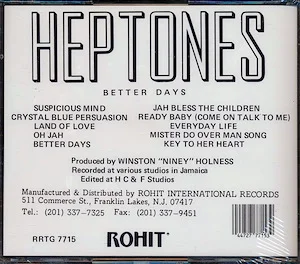 HEPTONES
BETTER DAYS
SUSPICIOUS MIND
CRYSTAL BLUE PERSUASION
LAND OF LOVE
OH JAH
BETTER DAYS
JAH BLESS THE CHILDREN
READY BABY (COME ON TALK TO ME)
EVERYDAY LIFE
MISTER DO OVER MAN SONG
KEY TO HER HEART
Produced by WINSTON "NINEY" HOLNESS
Recorded at various studios in Jamaica
Edited at H C & F Studios
Manufactured & Distributed by ROHIT INTERNATIONAL RECORDS
511 Commerce St., Franklin Lakes, N.J. 07417
Tel.: (201) 337-7325 Fax: (201) 337-9451
RRTG 7715
ROHIT